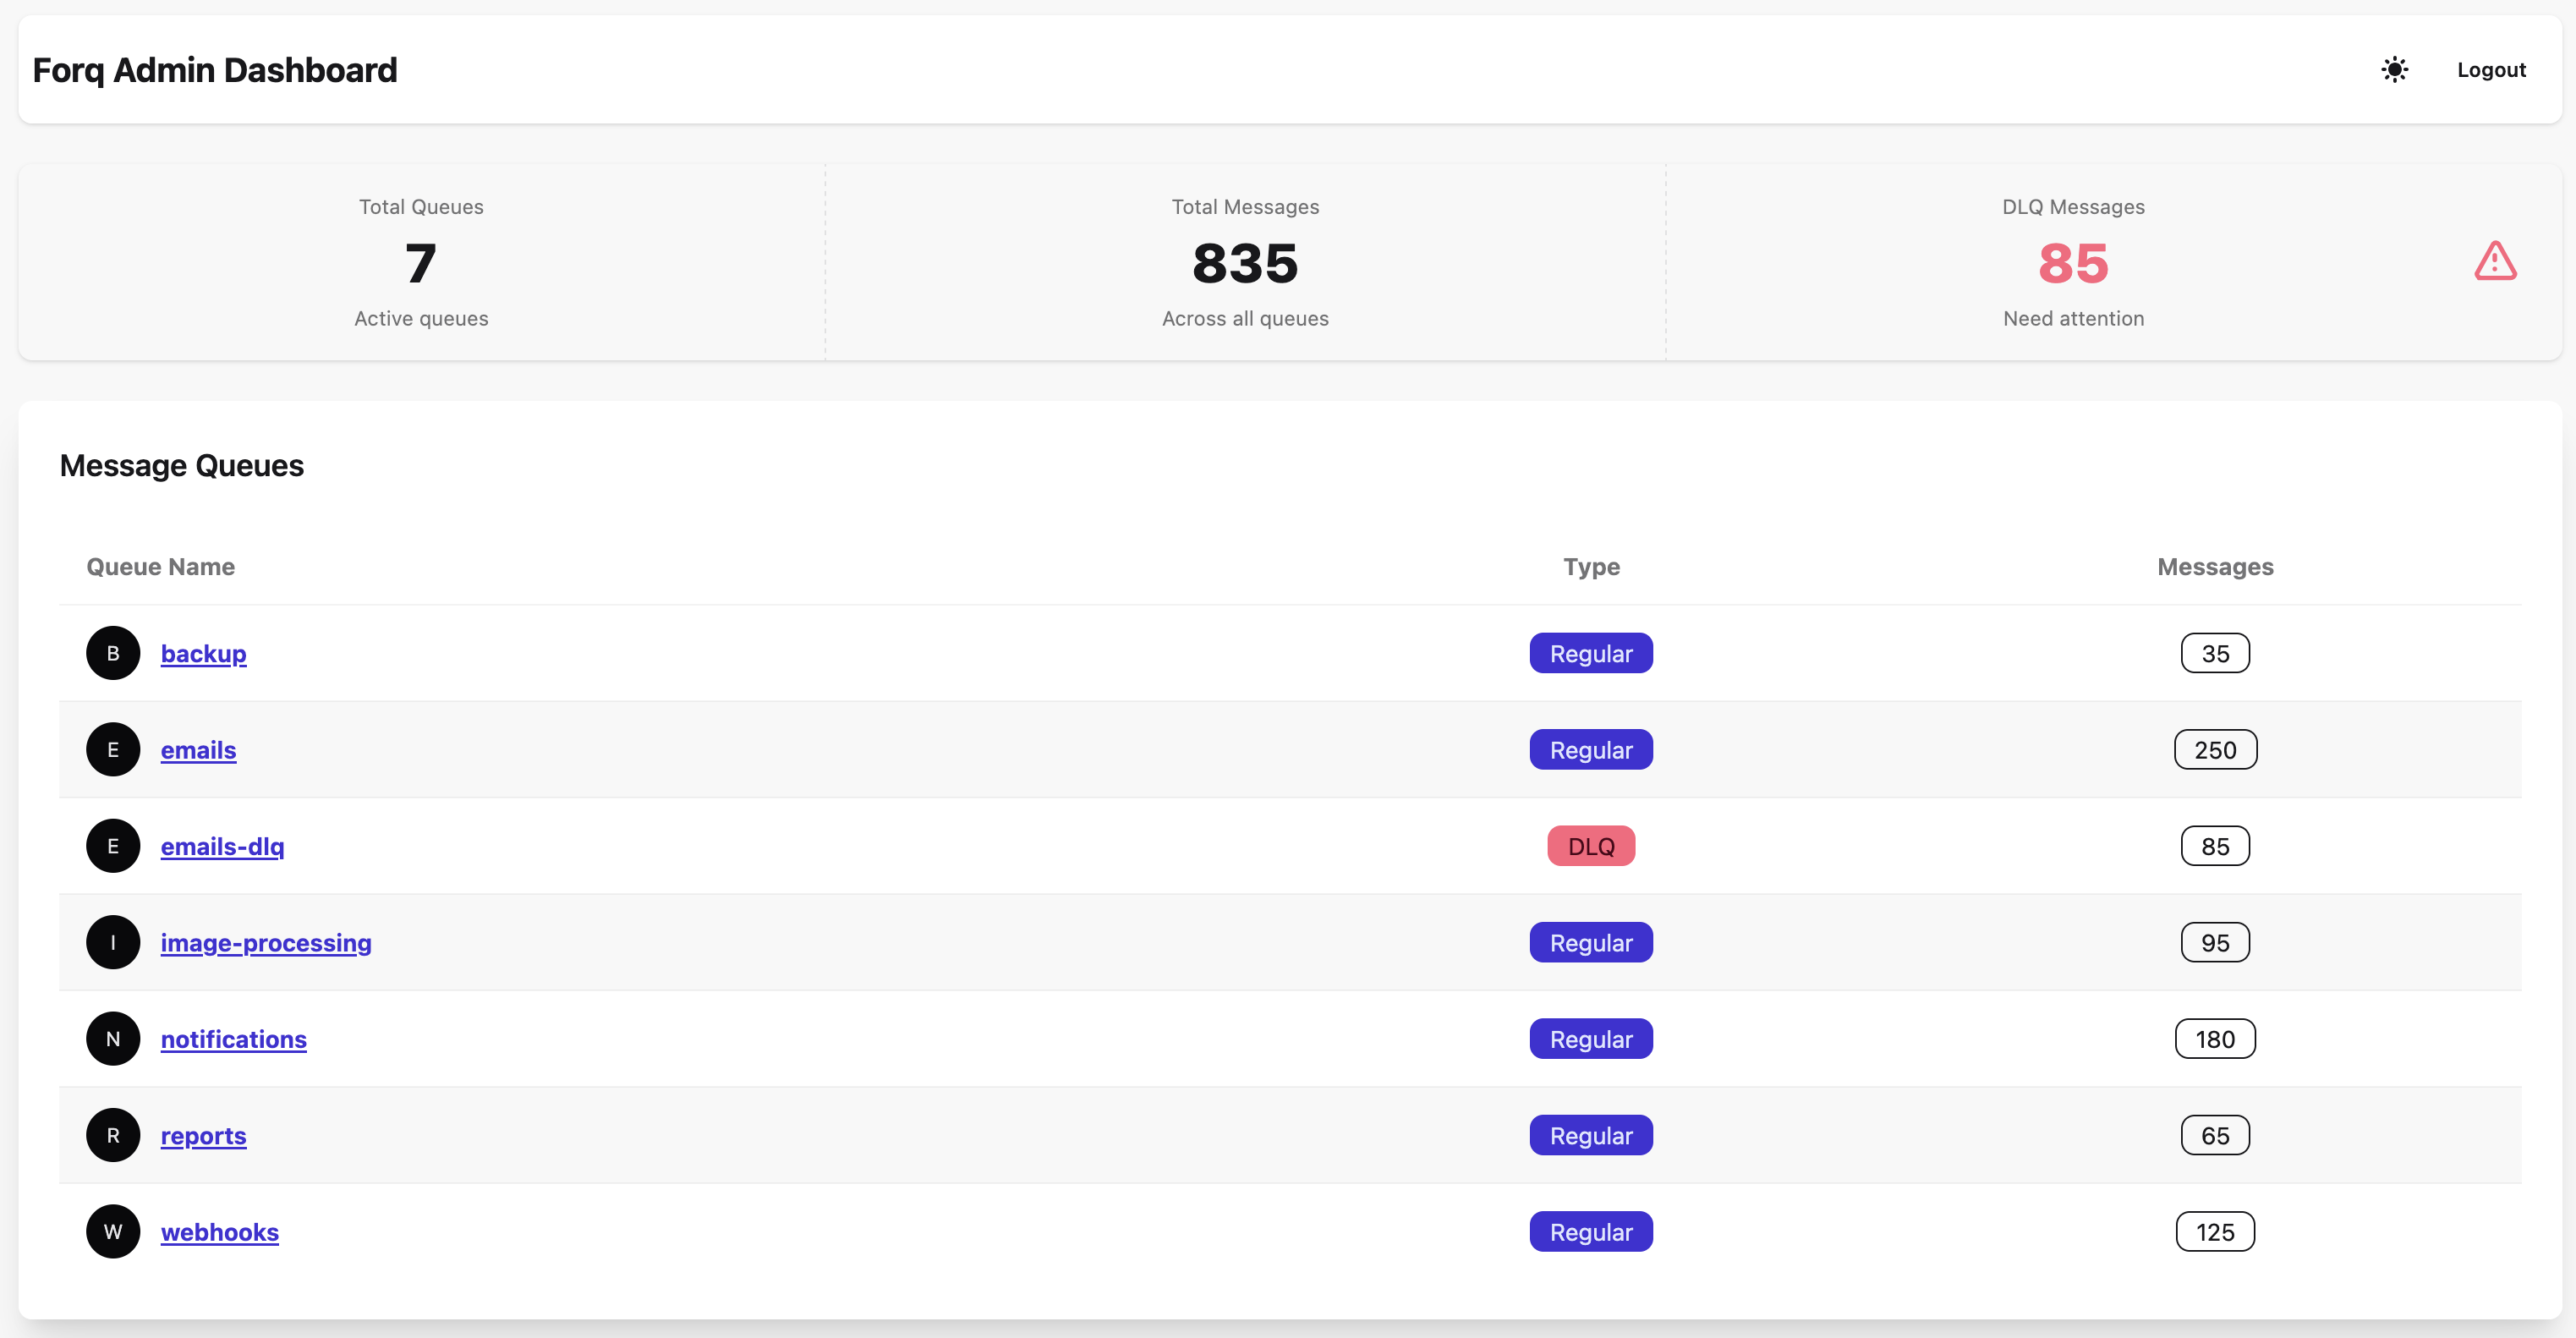 Forq Admin Dashboard
Logout
Total Queues
7
Active queues
Total Messages
835
Across all queues
DLQ Messages
85
Need attention
Message Queues
Queue Name Type Messages
B backup Regular 35
E emails Regular 250
E emails-dlq DLQ 85
I image-processing Regular 95
N notifications Regular 180
R reports Regular 65
W webhooks Regular 125